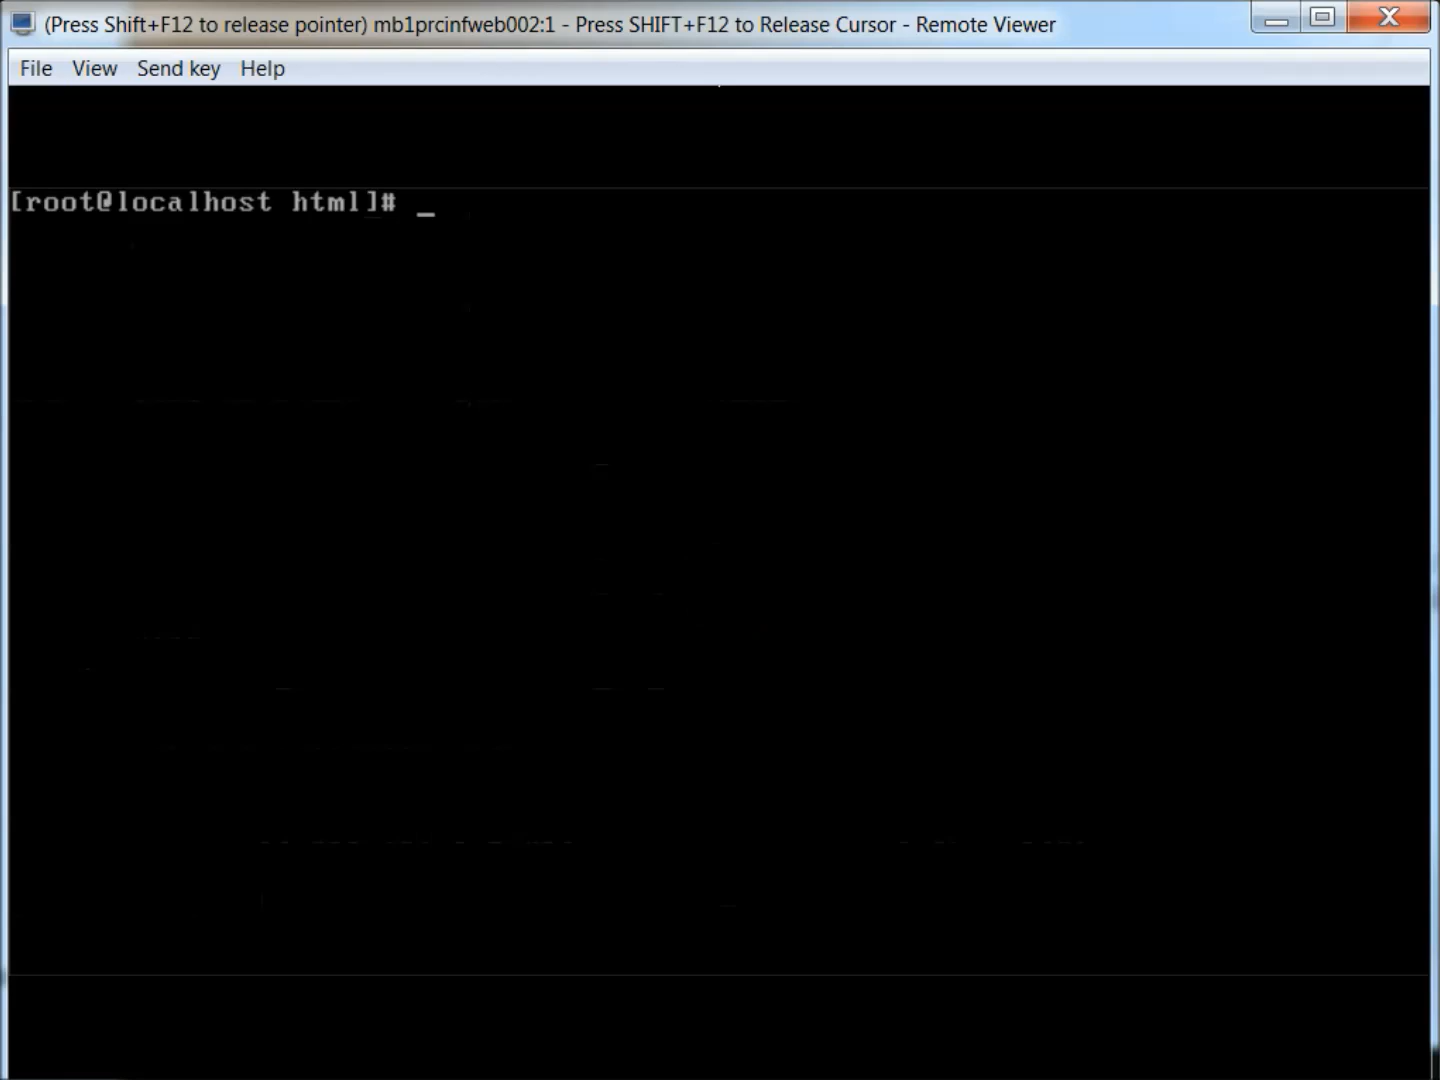 (Press Shift+F12 to release pointer) mb1prcinfweb002:1 - Press SHIFT+F12 to Release Cursor - Remote Viewer
File View Send key Help
[root@localhost html]# _